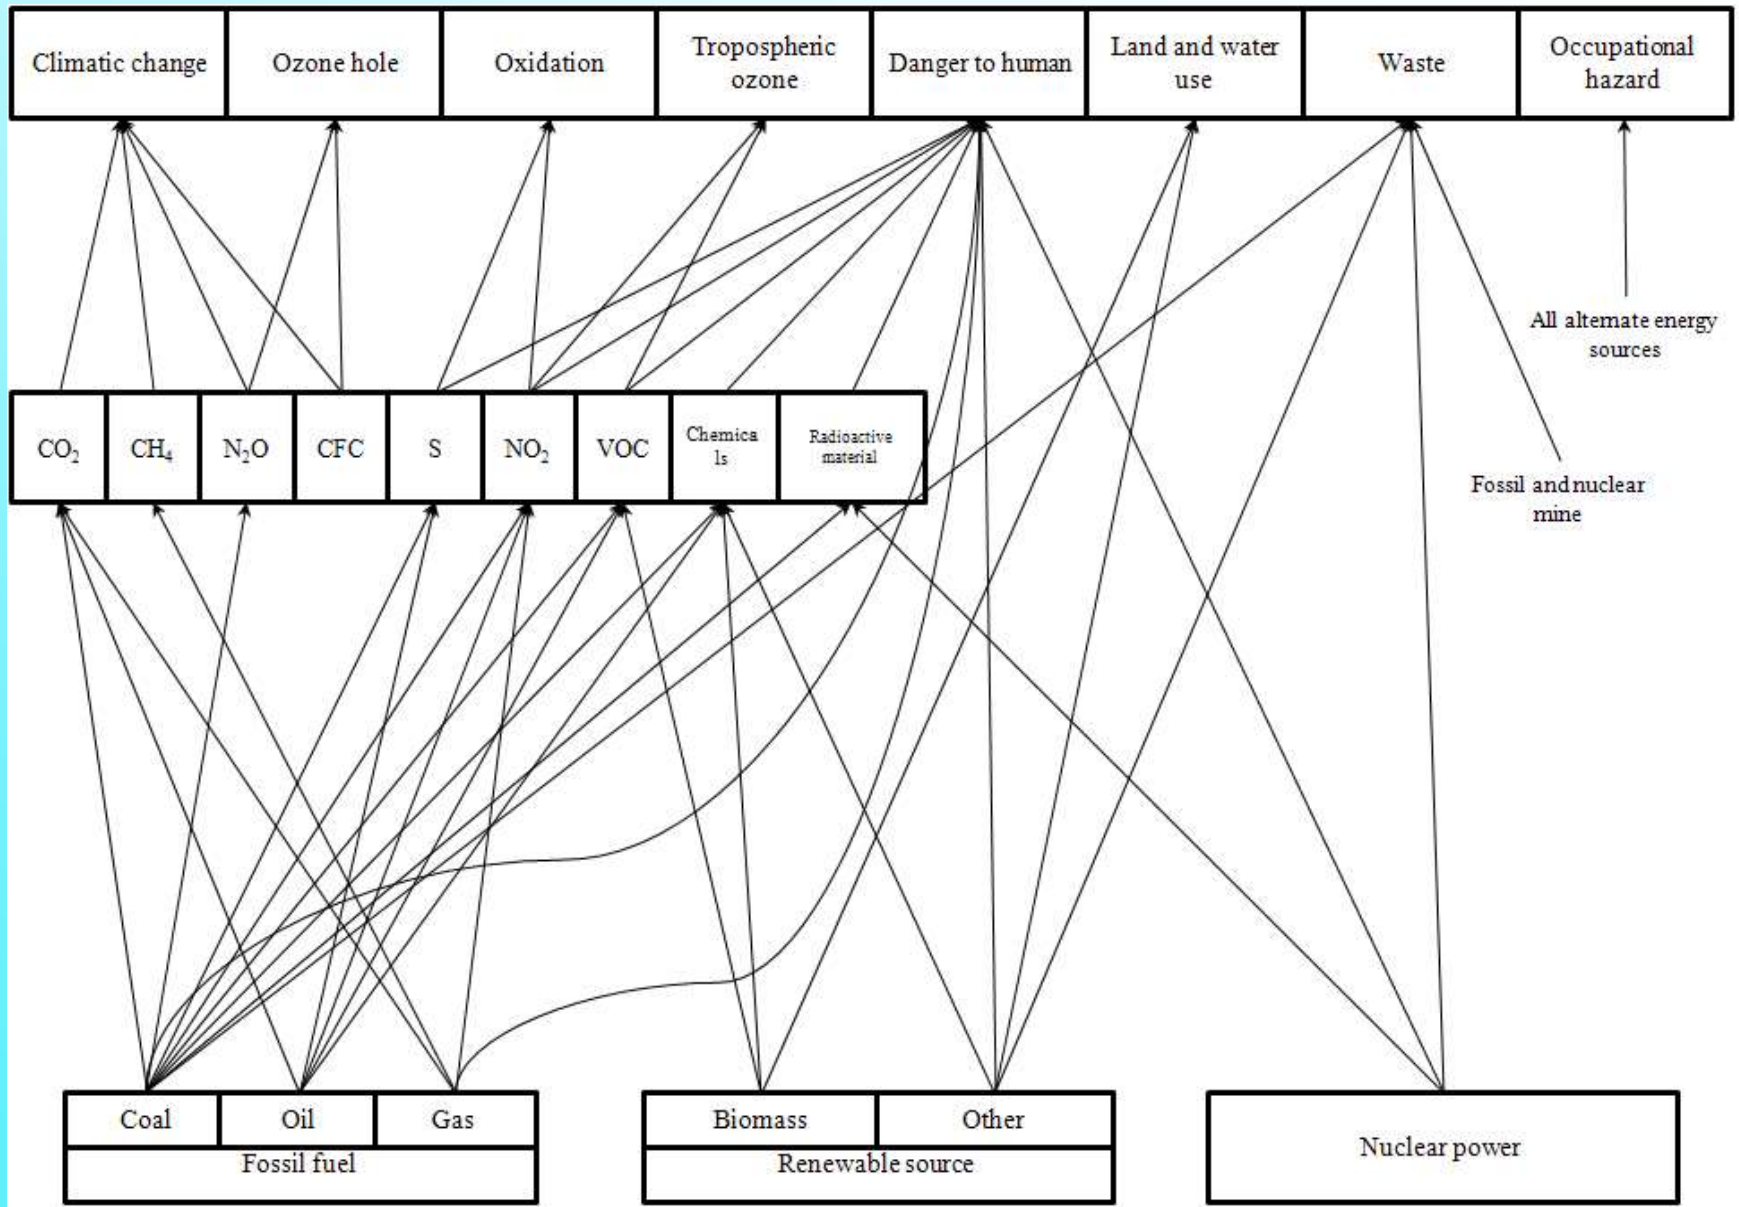 Climatic change
Ozone hole
Oxidation
Tropospheric
ozone
Danger to human
Land and water
use
Waste
Occupational
hazard
All alternate energy
sources
CO₂
CH₄
N₂O
CFC
S
NO₂
VOC
Chemica
ls
Radioactive
material
Fossil and nuclear
mine
Coal
Oil
Gas
Fossil fuel
Biomass
Other
Renewable source
Nuclear power